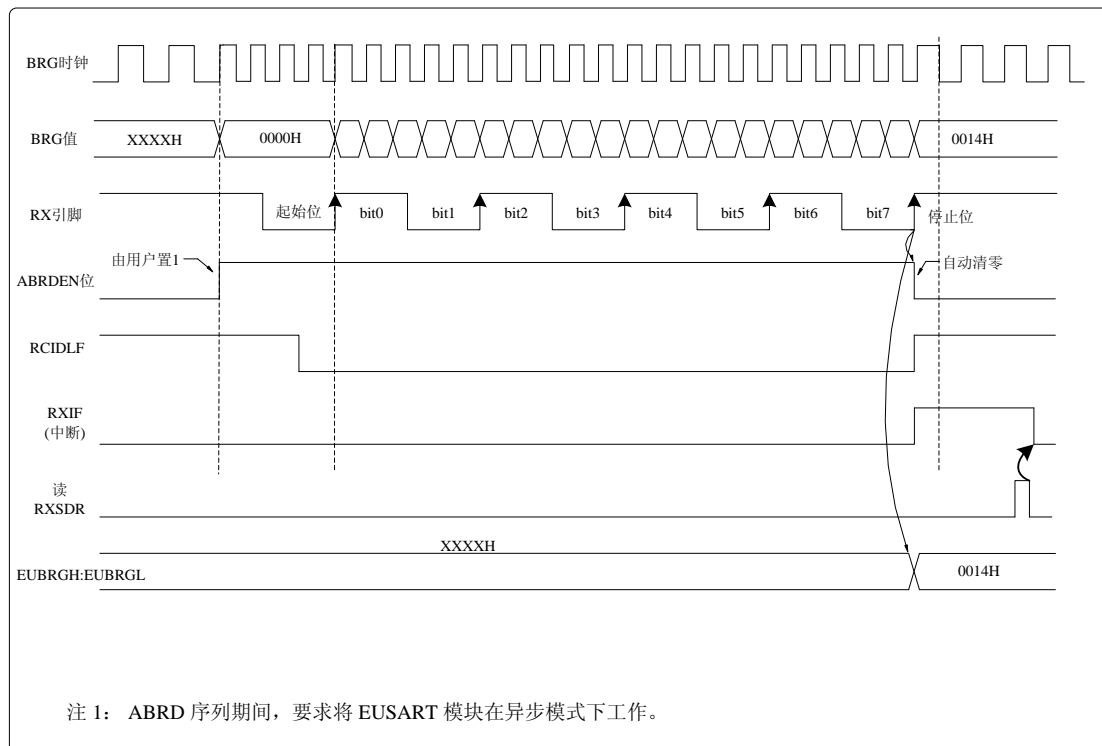 BRG时钟
BRG值 XXXXH 0000H 0014H
RX引脚 起始位 bit0 bit1 bit2 bit3 bit4 bit5 bit6 bit7 停止位
由用户置1 自动清零
ABRDEN位
RCIDLF
RXIF
(中断)
读
RXSDR
XXXXH
EUBRGH:EUBRGL 0014H
注 1： ABRD 序列期间，要求将 EUSART 模块在异步模式下工作。